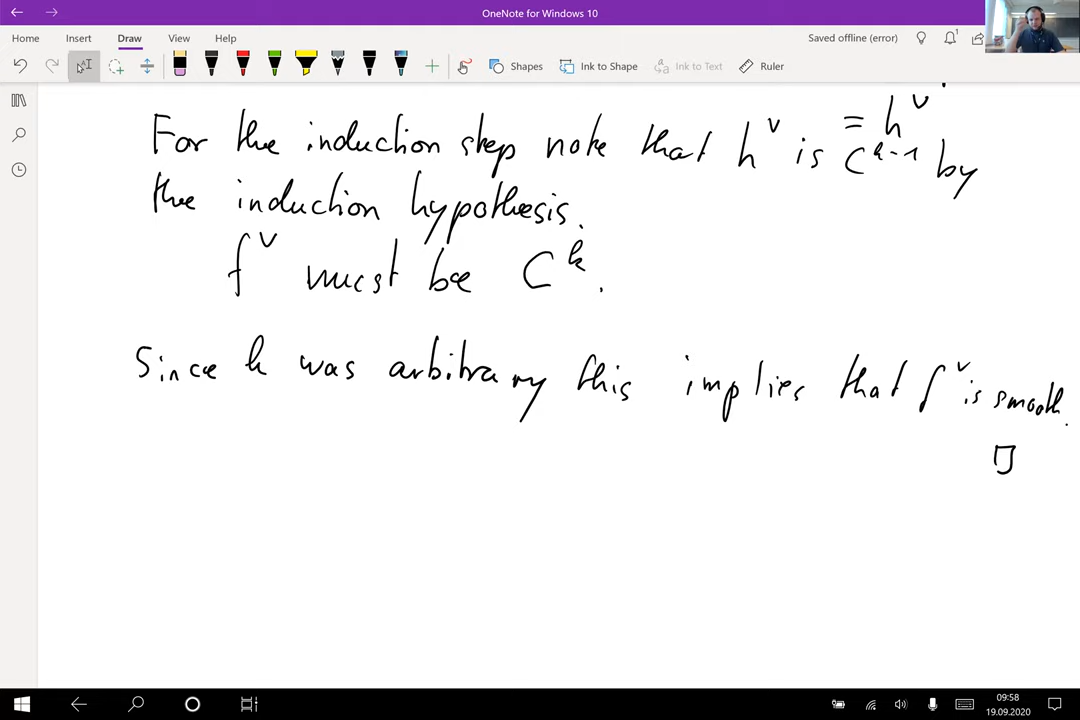 OneNote for Windows 10
Home Insert Draw View Help Saved offline (error)
Shapes Ink to Shape Ink to Text Ruler
= h^v
For the induction step note that h^v is C^{k-1} by
the induction hypothesis.
f^v must be C^k.
Since k was arbitrary this implies that f^v is smooth.
□
09:58
19.09.2020